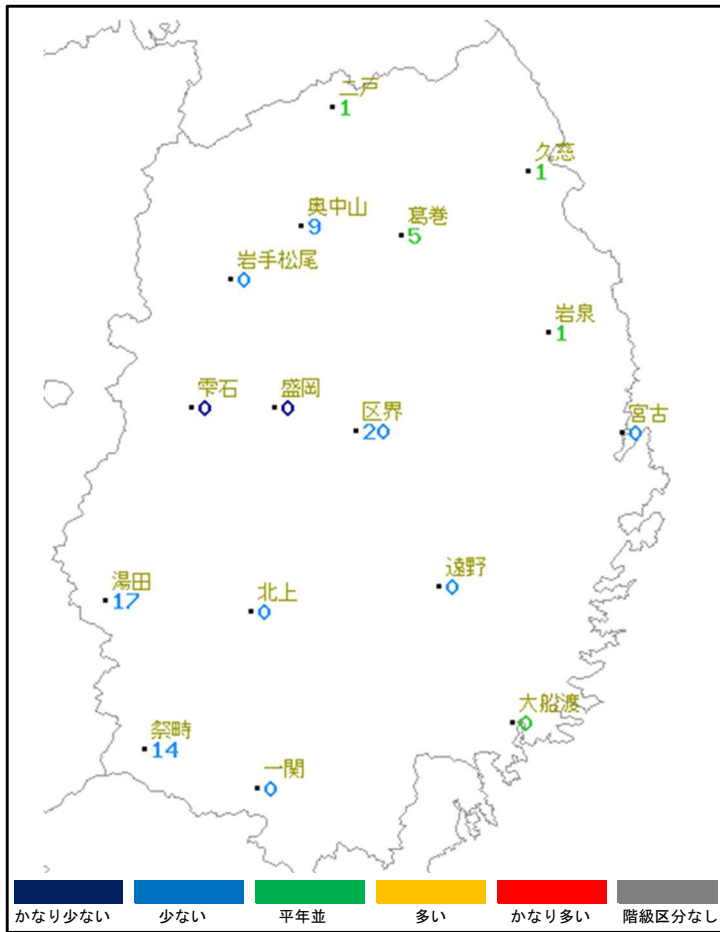 二戸
1
久慈
1
奥中山
9
葛巻
5
岩手松尾
0
岩泉
1
雫石
0
盛岡
0
区界
20
宮古
0
湯田
17
北上
0
遠野
0
大船渡
0
祭畤
14
一関
0
かなり少ない 少ない 平年並 多い かなり多い 階級区分なし